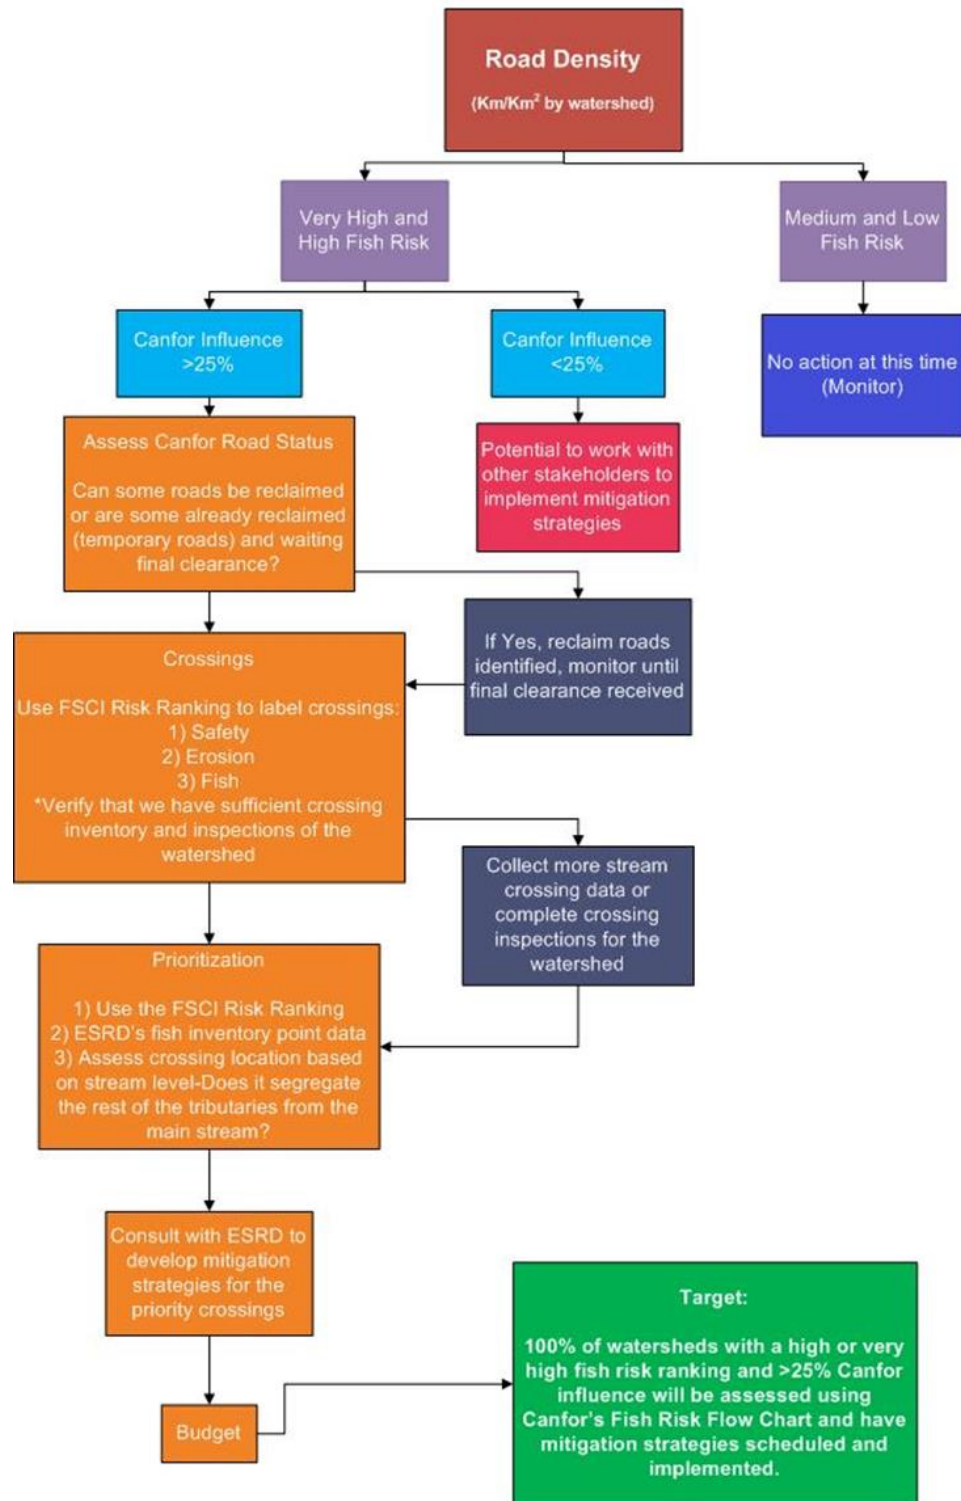 Road Density
(Km/Km² by watershed)
Very High and
High Fish Risk
Medium and Low
Fish Risk
Canfor Influence
>25%
Canfor Influence
<25%
No action at this time
(Monitor)
Assess Canfor Road Status
Can some roads be reclaimed
or are some already reclaimed
(temporary roads) and waiting
final clearance?
Potential to work with
other stakeholders to
implement mitigation
strategies
If Yes, reclaim roads
identified, monitor until
final clearance received
Crossings
Use FSCI Risk Ranking to label crossings:
1) Safety
2) Erosion
3) Fish
*Verify that we have sufficient crossing
inventory and inspections of the
watershed
Collect more stream
crossing data or
complete crossing
inspections for the
watershed
Prioritization
1) Use the FSCI Risk Ranking
2) ESRD's fish inventory point data
3) Assess crossing location based
on stream level-Does it segregate
the rest of the tributaries from the
main stream?
Consult with ESRD to
develop mitigation
strategies for the
priority crossings
Budget
Target:
100% of watersheds with a high or very
high fish risk ranking and >25% Canfor
influence will be assessed using
Canfor's Fish Risk Flow Chart and have
mitigation strategies scheduled and
implemented.